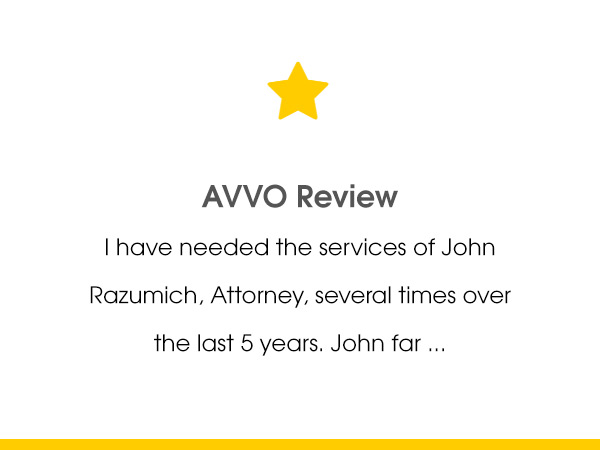 AVVO Review
I have needed the services of John
Razumich, Attorney, several times over
the last 5 years. John far ...